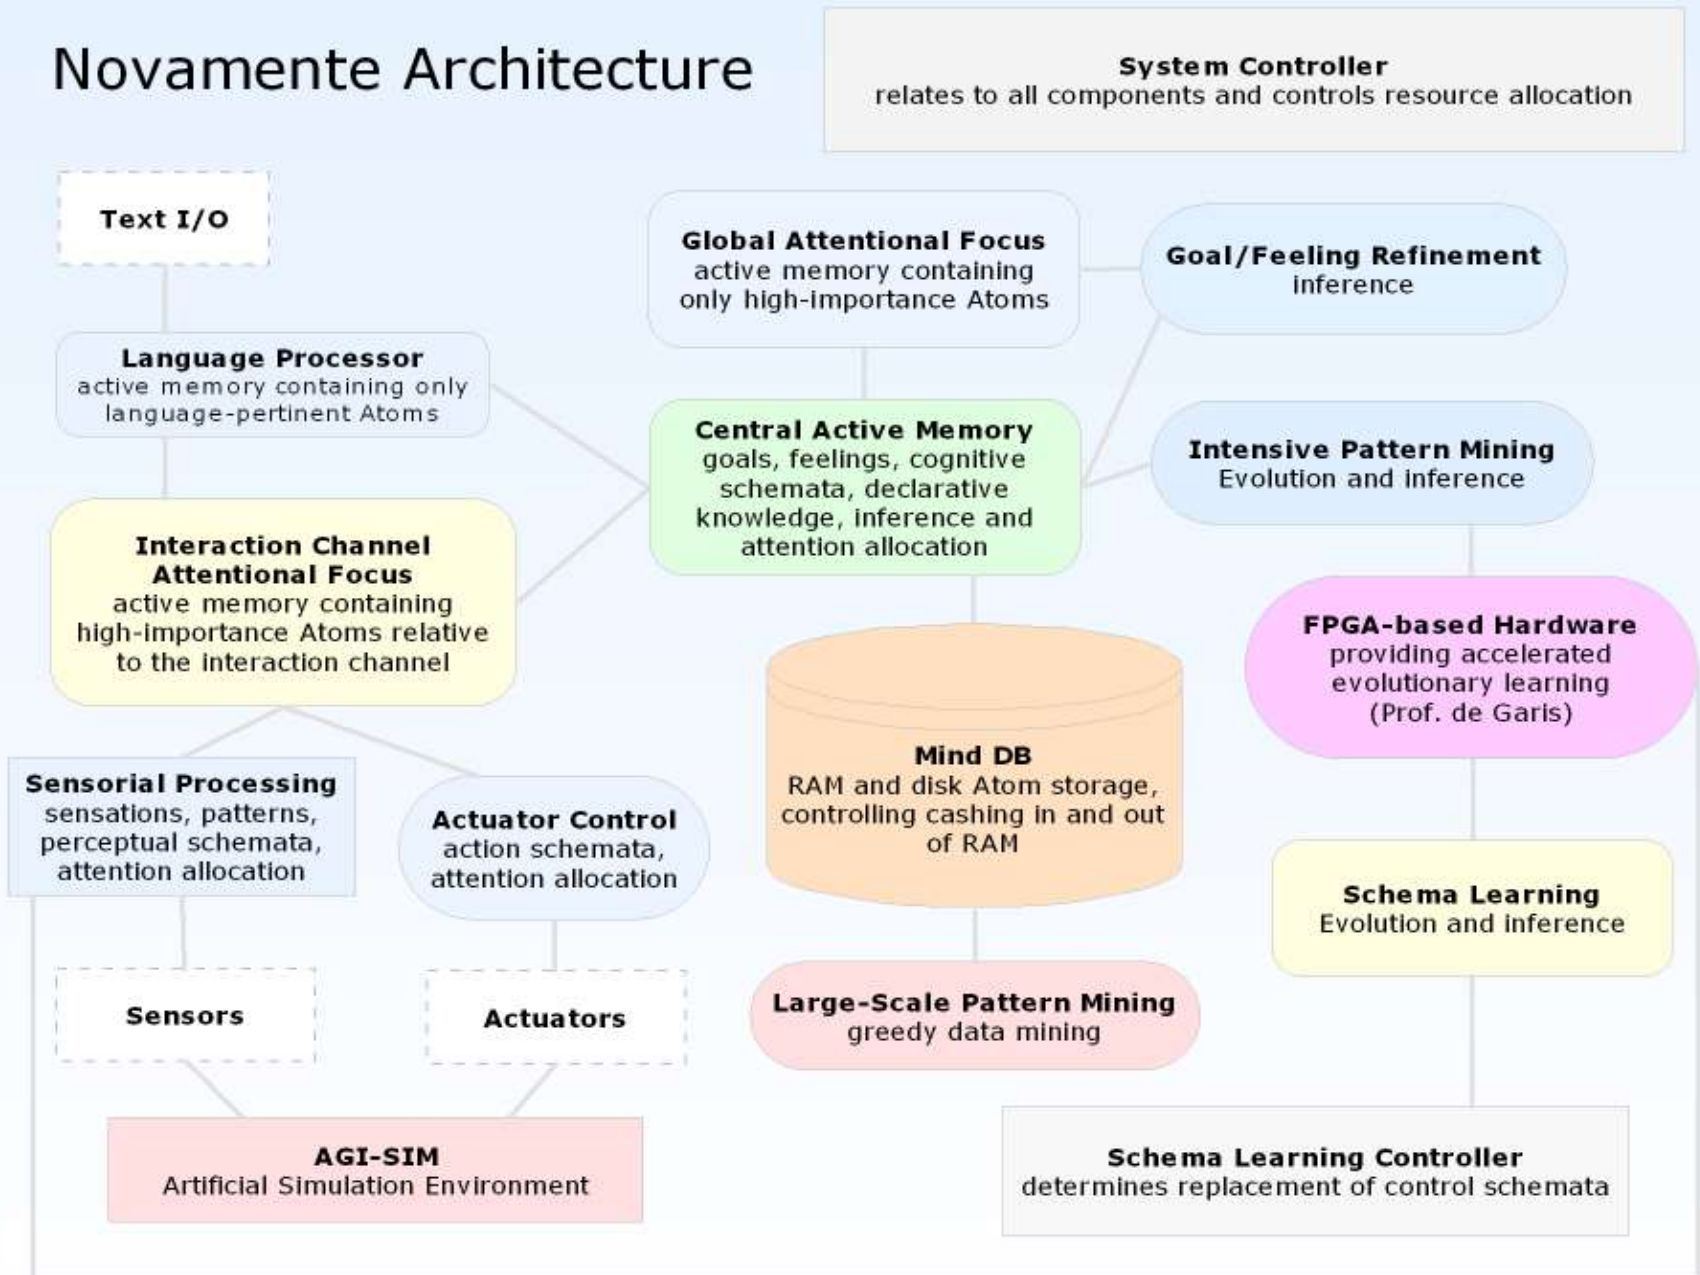 Novamente Architecture
System Controller
relates to all components and controls resource allocation
Text I/O
Global Attentional Focus
active memory containing
only high-importance Atoms
Goal/Feeling Refinement
inference
Language Processor
active memory containing only
language-pertinent Atoms
Central Active Memory
goals, feelings, cognitive
schemata, declarative
knowledge, inference and
attention allocation
Intensive Pattern Mining
Evolution and inference
Interaction Channel
Attentional Focus
active memory containing
high-importance Atoms relative
to the interaction channel
FPGA-based Hardware
providing accelerated
evolutionary learning
(Prof. de Garis)
Sensorial Processing
sensations, patterns,
perceptual schemata,
attention allocation
Actuator Control
action schemata,
attention allocation
Mind DB
RAM and disk Atom storage,
controlling cashing in and out
of RAM
Schema Learning
Evolution and inference
Sensors
Actuators
Large-Scale Pattern Mining
greedy data mining
AGI-SIM
Artificial Simulation Environment
Schema Learning Controller
determines replacement of control schemata